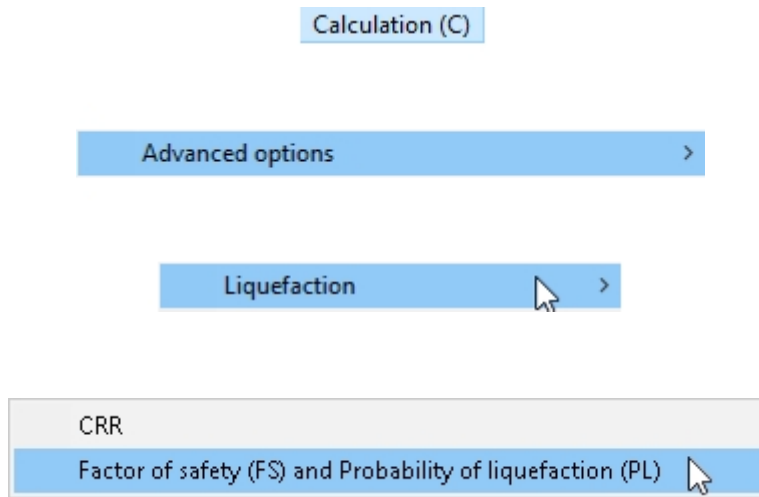 Calculation (C)
Advanced options
Liquefaction
CRR
Factor of safety (FS) and Probability of liquefaction (PL)